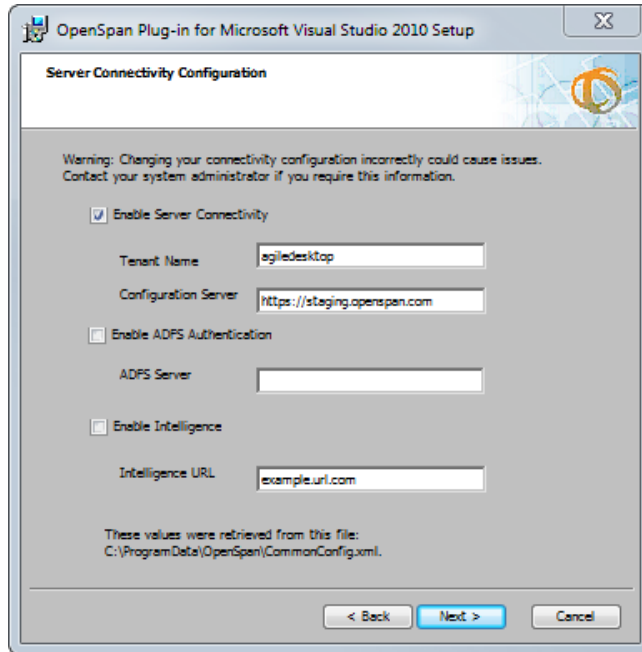 OpenSpan Plug-in for Microsoft Visual Studio 2010 Setup
Server Connectivity Configuration
Warning: Changing your connectivity configuration incorrectly could cause issues.
Contact your system administrator if you require this information.
Enable Server Connectivity
Tenant Name agiledesktop
Configuration Server https://staging.openspan.com
Enable ADFS Authentication
ADFS Server
Enable Intelligence
Intelligence URL example.url.com
These values were retrieved from this file:
C:\ProgramData\OpenSpan\CommonConfig.xml.
< Back Next > Cancel